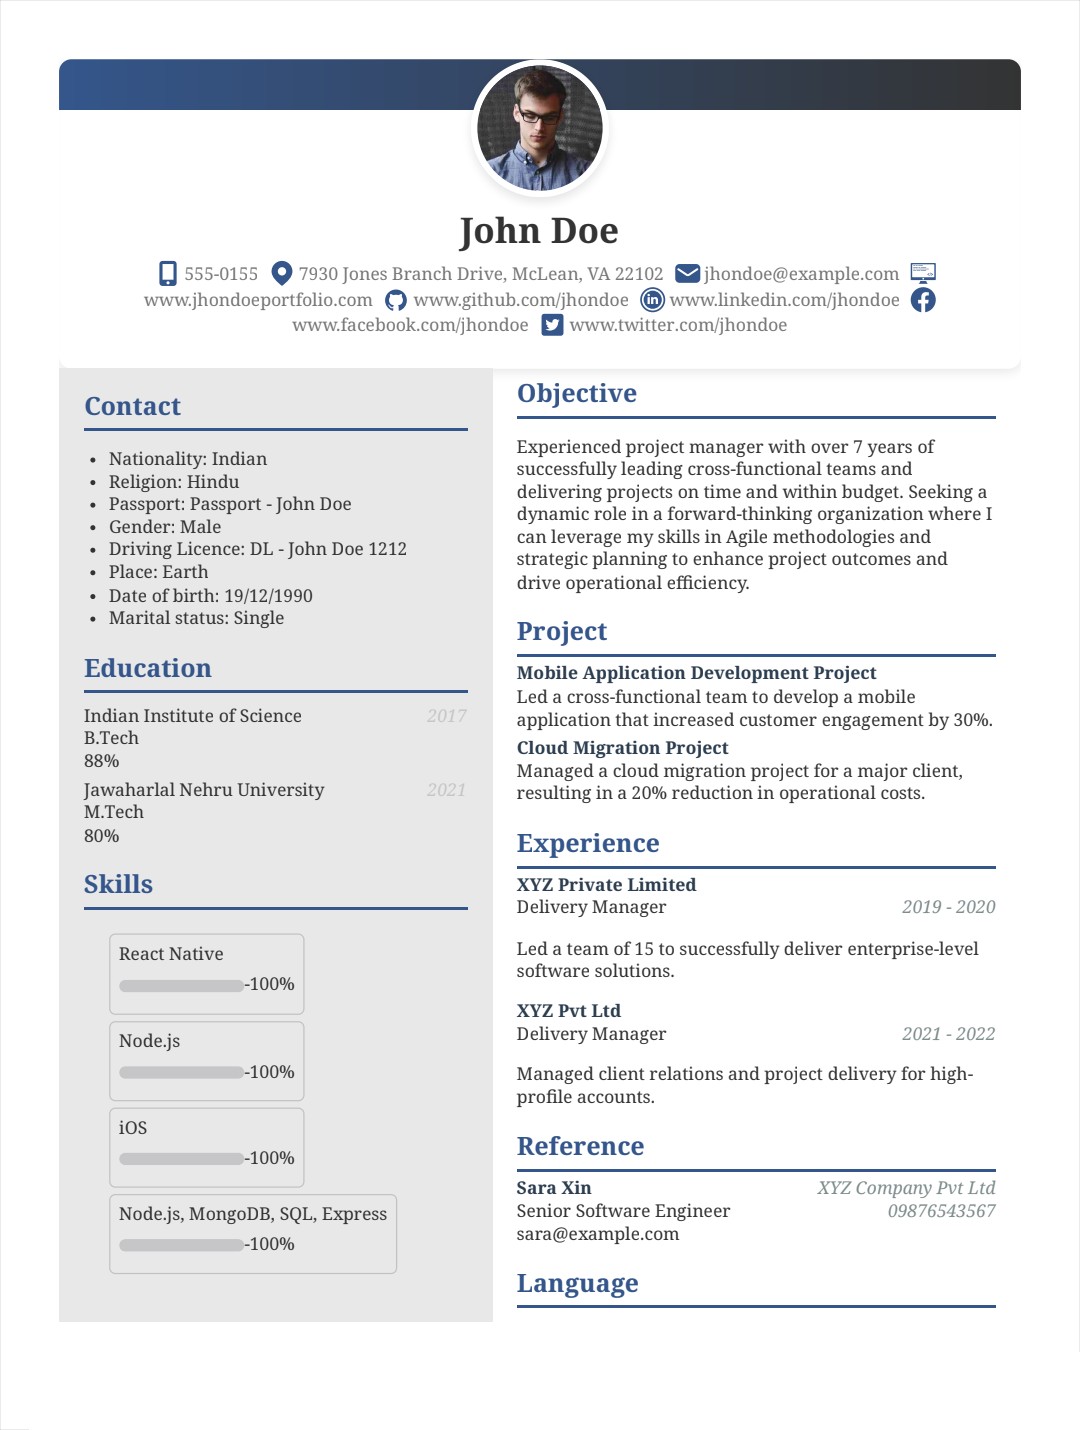 John Doe
555-0155 7930 Jones Branch Drive, McLean, VA 22102 jhondoe@example.com
www.jhondoeportfolio.com www.github.com/jhondoe www.linkedin.com/jhondoe
www.facebook.com/jhondoe www.twitter.com/jhondoe
Contact
• Nationality: Indian
• Religion: Hindu
• Passport: Passport - John Doe
• Gender: Male
• Driving Licence: DL - John Doe 1212
• Place: Earth
• Date of birth: 19/12/1990
• Marital status: Single
Education
Indian Institute of Science 2017
B.Tech
88%
Jawaharlal Nehru University 2021
M.Tech
80%
Skills
React Native
-100%
Node.js
-100%
iOS
-100%
Node.js, MongoDB, SQL, Express
-100%
Objective
Experienced project manager with over 7 years of
successfully leading cross-functional teams and
delivering projects on time and within budget. Seeking a
dynamic role in a forward-thinking organization where I
can leverage my skills in Agile methodologies and
strategic planning to enhance project outcomes and
drive operational efficiency.
Project
Mobile Application Development Project
Led a cross-functional team to develop a mobile
application that increased customer engagement by 30%.
Cloud Migration Project
Managed a cloud migration project for a major client,
resulting in a 20% reduction in operational costs.
Experience
XYZ Private Limited
Delivery Manager 2019 - 2020
Led a team of 15 to successfully deliver enterprise-level
software solutions.
XYZ Pvt Ltd
Delivery Manager 2021 - 2022
Managed client relations and project delivery for high-
profile accounts.
Reference
Sara Xin XYZ Company Pvt Ltd
Senior Software Engineer 09876543567
sara@example.com
Language